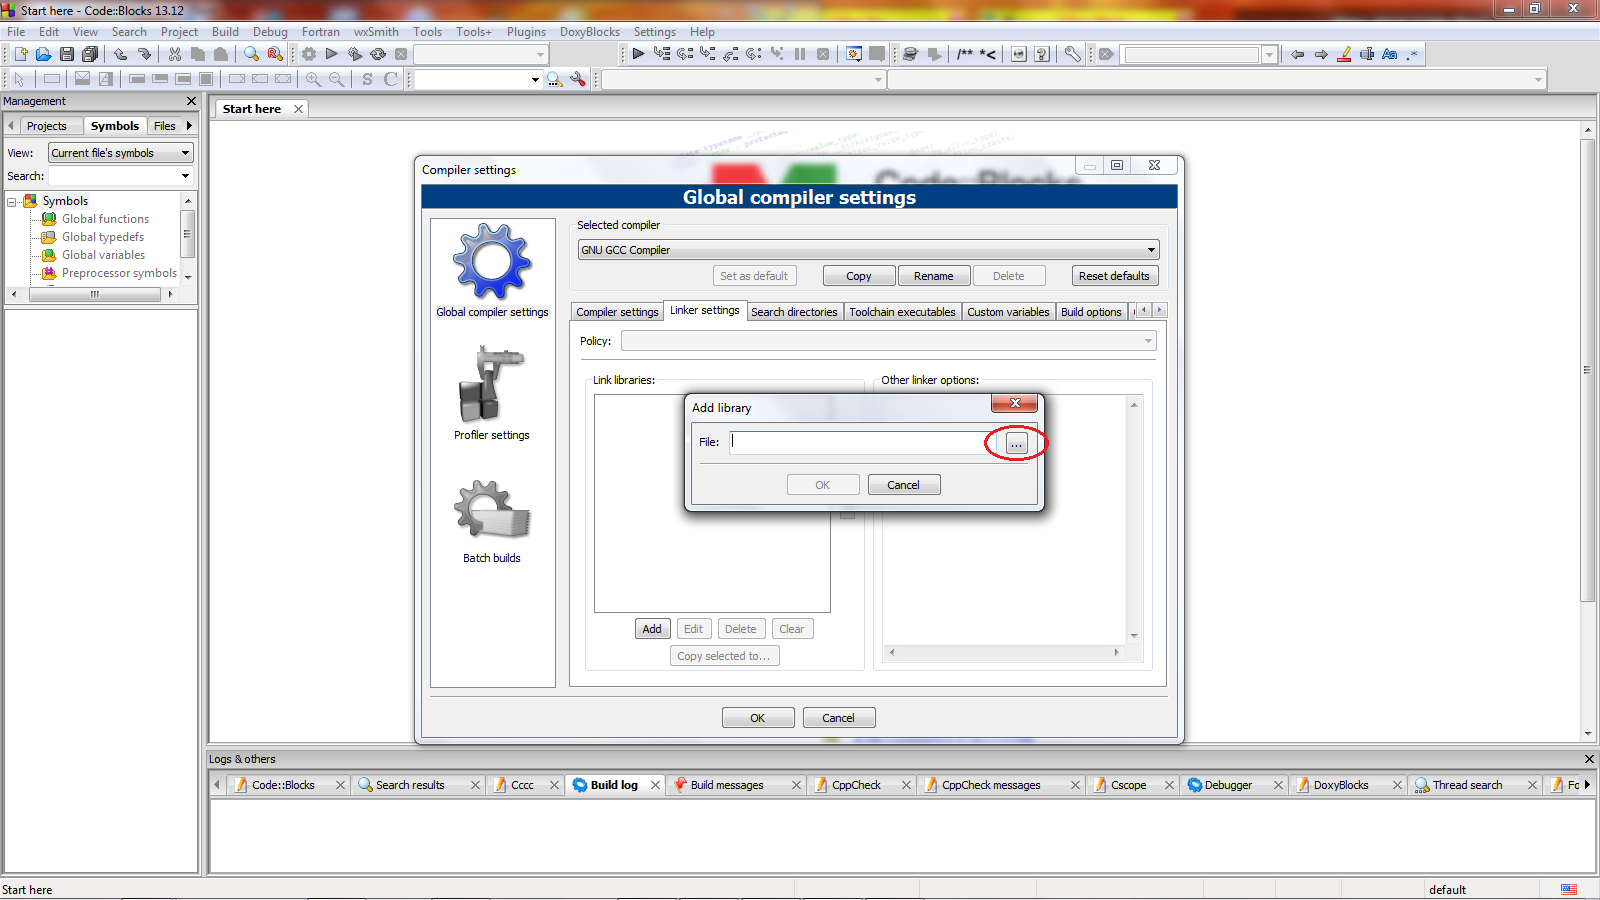 Start here - Code::Blocks 13.12
File Edit View Search Project Build Debug Fortran wxSmith Tools Tools+ Plugins DoxyBlocks Settings Help
/** *<
Aa .*
S C
Management
Projects Symbols Files
View: Current file's symbols
Search:
Symbols
Global functions
Global typedefs
Global variables
Preprocessor symbols
Start here
Code::Blocks
Compiler settings
Global compiler settings
Global compiler settings
Profiler settings
Batch builds
Selected compiler
GNU GCC Compiler
Set as default Copy Rename Delete Reset defaults
Compiler settings Linker settings Search directories Toolchain executables Custom variables Build options
Policy:
Link libraries:
Other linker options:
Add library
File: ...
OK Cancel
Add Edit Delete Clear
Copy selected to...
OK Cancel
Logs & others
Code::Blocks Search results Cccc Build log Build messages CppCheck CppCheck messages Cscope Debugger DoxyBlocks Thread search Fo
Start here default